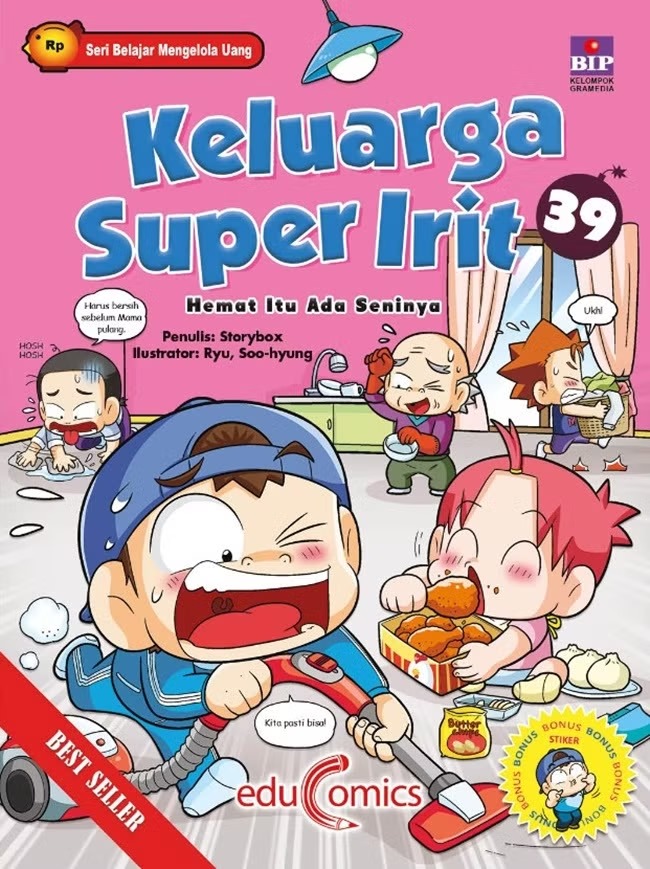 Rp
Seri Belajar Mengelola Uang
BIP
KELOMPOK
GRAMEDIA
Keluarga
Super Irit
39
Hemat Itu Ada Seninya
Penulis: Storybox
Ilustrator: Ryu, Soo-hyung
Harus bersih
sebelum Mama
pulang.
HOSH
HOSH
Ukh!
Kita pasti bisa!
Butter
BEST SELLER
eduComics
BONUS BONUS BONUS BONUS BONUS
STIKER